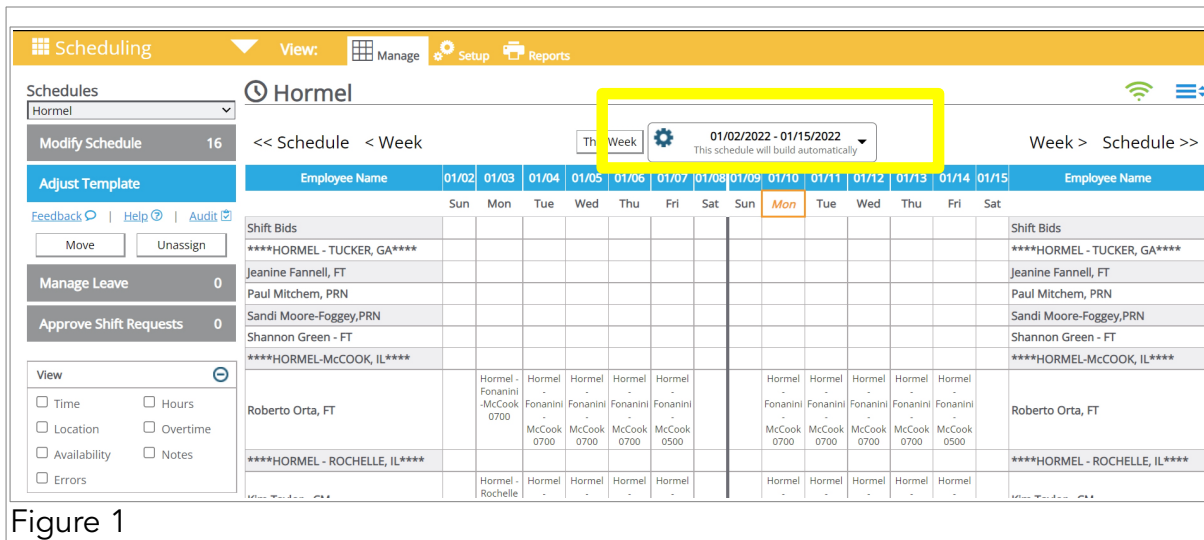 Scheduling View: Manage Setup Reports
Schedules
Hormel
Hormel
Modify Schedule 16
<< Schedule < Week
Week
01/02/2022 - 01/15/2022
This schedule will build automatically
Week > Schedule >>
Adjust Template
Feedback | Help | Audit
Move Unassign
Manage Leave 0
Approve Shift Requests 0
View
Time Hours
Location Overtime
Availability Notes
Errors
Employee Name 01/02 01/03 01/04 01/05 01/06 01/07 01/08 01/09 01/10 01/11 01/12 01/13 01/14 01/15 Employee Name
Sun Mon Tue Wed Thu Fri Sat Sun Mon Tue Wed Thu Fri Sat
Shift Bids Shift Bids
****HORMEL - TUCKER, GA**** ****HORMEL - TUCKER, GA****
Jeanine Fannell, FT Jeanine Fannell, FT
Paul Mitchem, PRN Paul Mitchem, PRN
Sandi Moore-Foggey,PRN Sandi Moore-Foggey,PRN
Shannon Green - FT Shannon Green - FT
****HORMEL-McCOOK, IL**** ****HORMEL-McCOOK, IL****
Hormel - Hormel Hormel Hormel Hormel Hormel Hormel Hormel Hormel Hormel
Fonanini - - - - - - - - -
-McCook Fonanini Fonanini Fonanini Fonanini Fonanini Fonanini Fonanini Fonanini Fonanini
Roberto Orta, FT Roberto Orta, FT
0700 - - - - - - - - -
McCook McCook McCook McCook McCook McCook McCook McCook McCook
0700 0700 0700 0500 0700 0700 0700 0700 0500
****HORMEL - ROCHELLE, IL**** ****HORMEL - ROCHELLE, IL****
Hormel - Hormel Hormel Hormel Hormel Hormel Hormel Hormel Hormel Hormel
Rochelle - - - - - - - - -
Figure 1